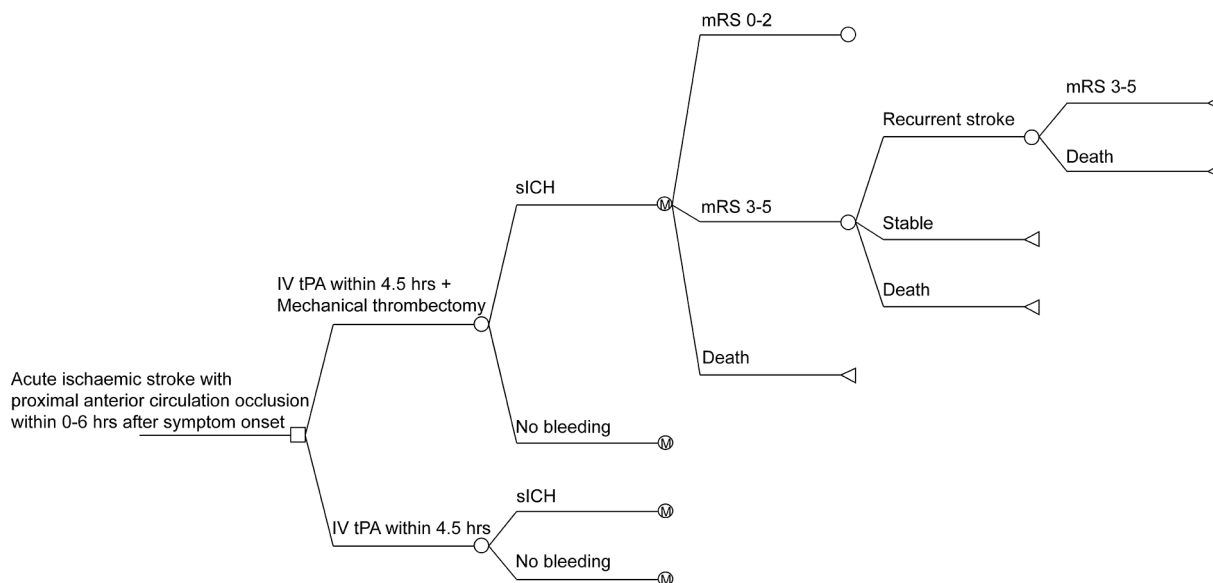 mRS 0-2
mRS 3-5
Recurrent stroke
Death
sICH
M
mRS 3-5
Stable
IV tPA within 4.5 hrs +
Mechanical thrombectomy
Death
Death
Acute ischaemic stroke with
proximal anterior circulation occlusion
within 0-6 hrs after symptom onset
No bleeding
M
sICH
M
IV tPA within 4.5 hrs
No bleeding
M